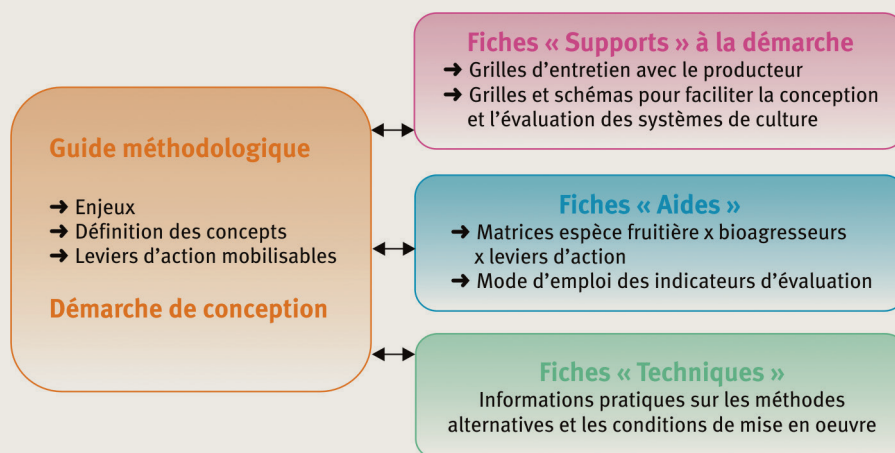 Guide méthodologique
➜ Enjeux
➜ Définition des concepts
➜ Leviers d'action mobilisables
Démarche de conception
Fiches « Supports » à la démarche
➜ Grilles d'entretien avec le producteur
➜ Grilles et schémas pour faciliter la conception
et l'évaluation des systèmes de culture
Fiches « Aides »
➜ Matrices espèce fruitière x bioagresseurs
x leviers d'action
➜ Mode d'emploi des indicateurs d'évaluation
Fiches « Techniques »
Informations pratiques sur les méthodes
alternatives et les conditions de mise en oeuvre